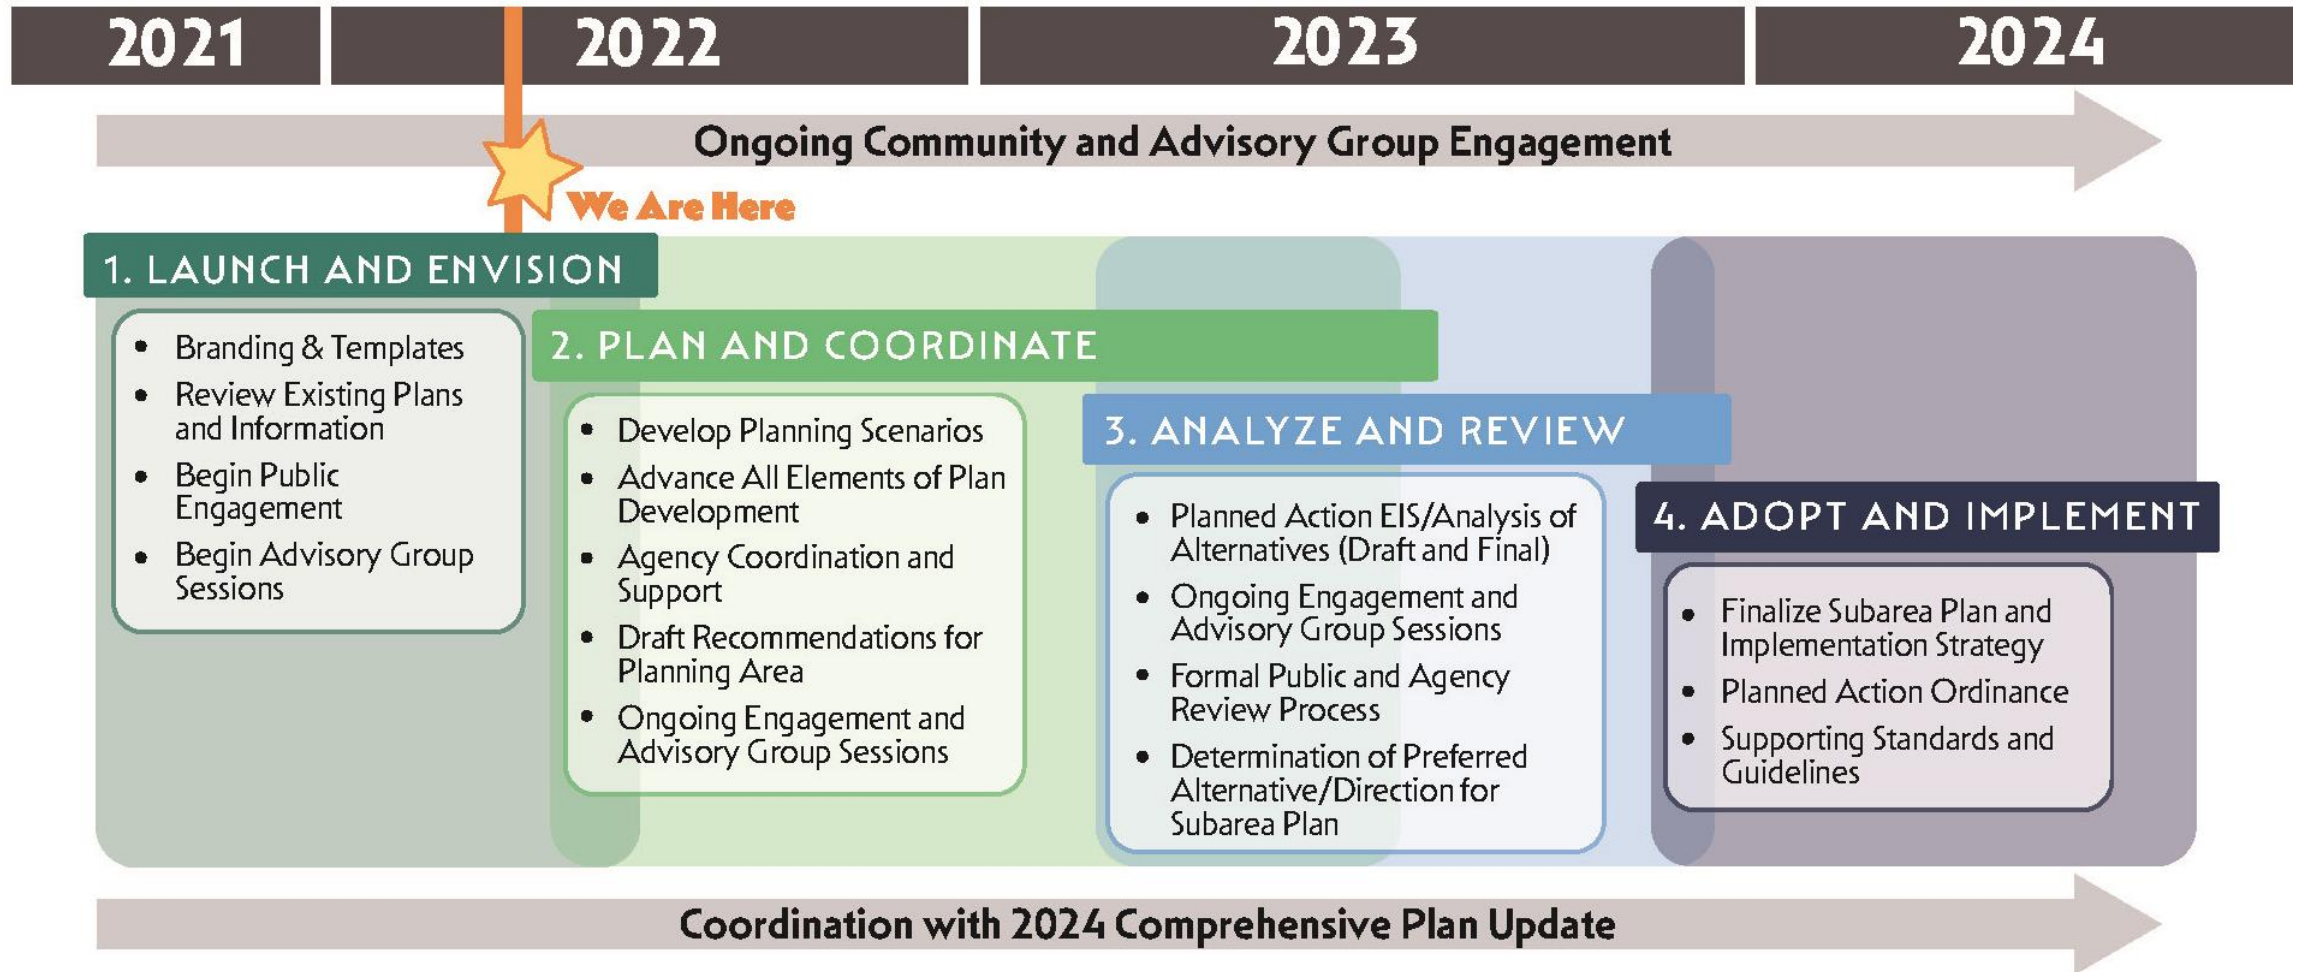 2021
2022
2023
2024
Ongoing Community and Advisory Group Engagement
We Are Here
1. LAUNCH AND ENVISION
• Branding & Templates
• Review Existing Plans
and Information
• Begin Public
Engagement
• Begin Advisory Group
Sessions
2. PLAN AND COORDINATE
• Develop Planning Scenarios
• Advance All Elements of Plan
Development
• Agency Coordination and
Support
• Draft Recommendations for
Planning Area
• Ongoing Engagement and
Advisory Group Sessions
3. ANALYZE AND REVIEW
• Planned Action EIS/Analysis of
Alternatives (Draft and Final)
• Ongoing Engagement and
Advisory Group Sessions
• Formal Public and Agency
Review Process
• Determination of Preferred
Alternative/Direction for
Subarea Plan
4. ADOPT AND IMPLEMENT
• Finalize Subarea Plan and
Implementation Strategy
• Planned Action Ordinance
• Supporting Standards and
Guidelines
Coordination with 2024 Comprehensive Plan Update